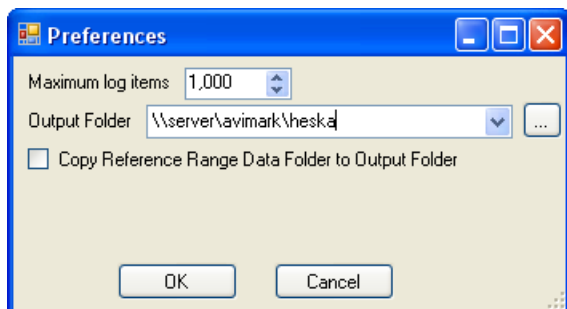 Preferences
Maximum log items 1,000
Output Folder \\server\avimark\heska ...
Copy Reference Range Data Folder to Output Folder
OK Cancel